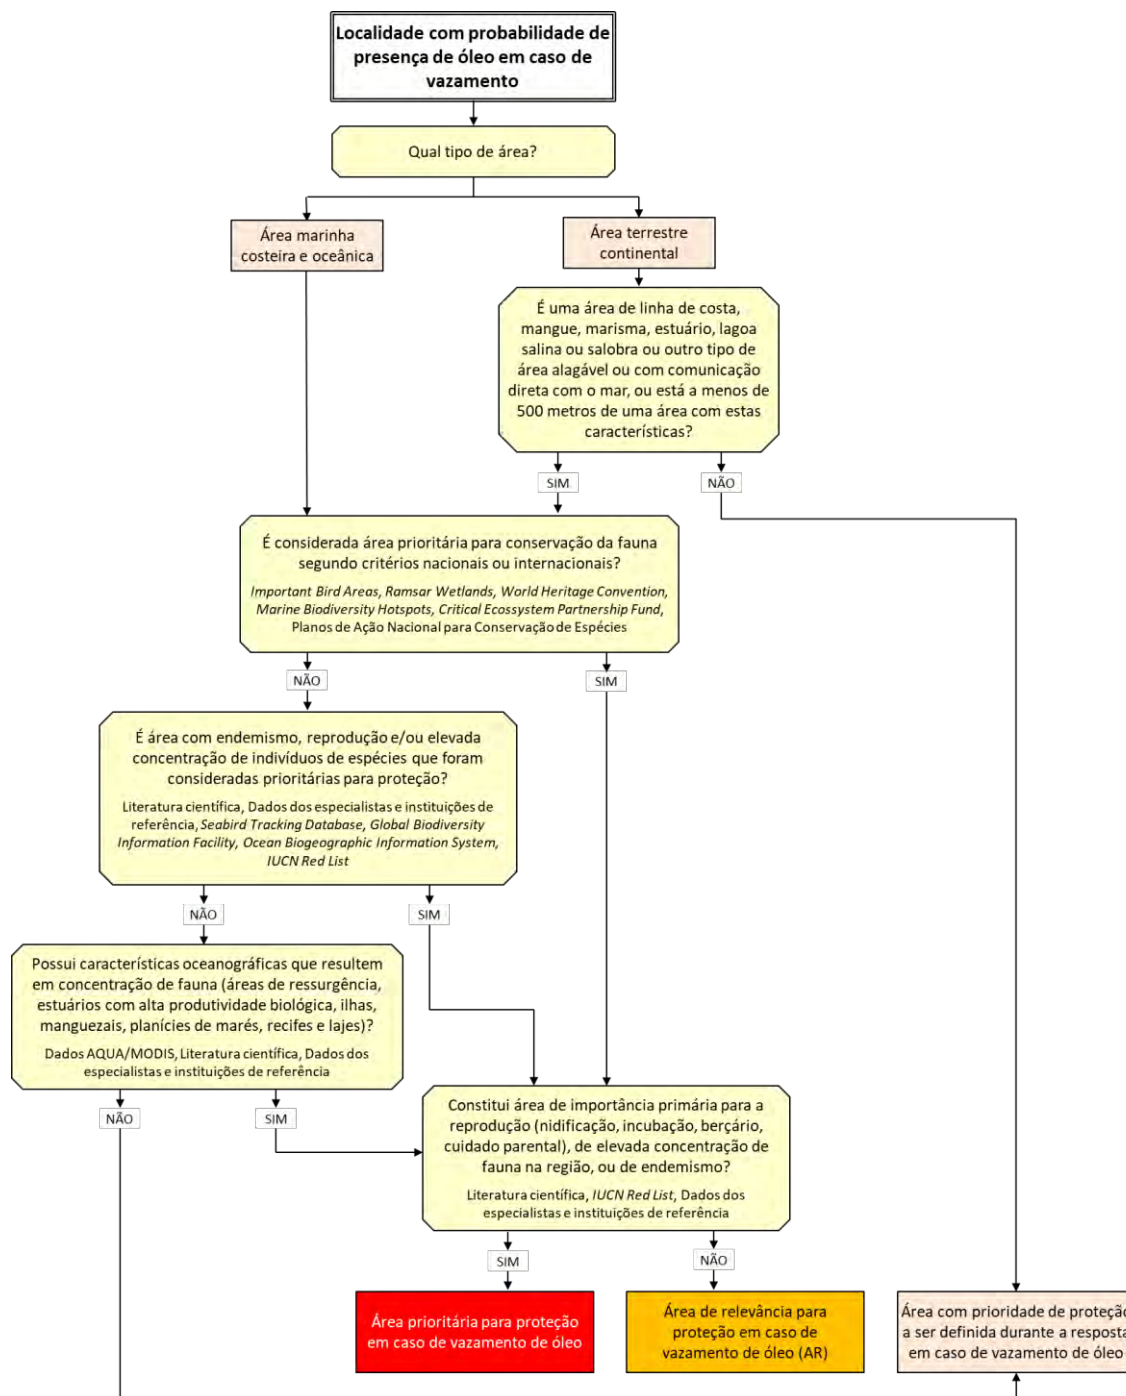 Localidade com probabilidade de
presença de óleo em caso de
vazamento
Qual tipo de área?
Área marinha
costeira e oceânica
Área terrestre
continental
É uma área de linha de costa,
mangue, marisma, estuário, lagoa
salina ou salobra ou outro tipo de
área alagável ou com comunicação
direta com o mar, ou está a menos de
500 metros de uma área com estas
características?
SIM
NÃO
É considerada área prioritária para conservação da fauna
segundo critérios nacionais ou internacionais?
Important Bird Areas, Ramsar Wetlands, World Heritage Convention,
Marine Biodiversity Hotspots, Critical Ecosystem Partnership Fund,
Planos de Ação Nacional para Conservação de Espécies
NÃO
SIM
É área com endemismo, reprodução e/ou elevada
concentração de indivíduos de espécies que foram
consideradas prioritárias para proteção?
Literatura científica, Dados dos especialistas e instituições de
referência, Seabird Tracking Database, Global Biodiversity
Information Facility, Ocean Biogeographic Information System,
IUCN Red List
NÃO
SIM
Possui características oceanográficas que resultem
em concentração de fauna (áreas de ressurgência,
estuários com alta produtividade biológica, ilhas,
manguezais, planícies de marés, recifes e lajes)?
Dados AQUA/MODIS, Literatura científica, Dados dos
especialistas e instituições de referência
NÃO
SIM
Constitui área de importância primária para a
reprodução (nidificação, incubação, berçário,
cuidado parental), de elevada concentração de
fauna na região, ou de endemismo?
Literatura científica, IUCN Red List, Dados dos
especialistas e instituições de referência
SIM
NÃO
Área prioritária para proteção
em caso de vazamento de óleo
Área de relevância para
proteção em caso de
vazamento de óleo (AR)
Área com prioridade de proteção
a ser definida durante a resposta
em caso de vazamento de óleo